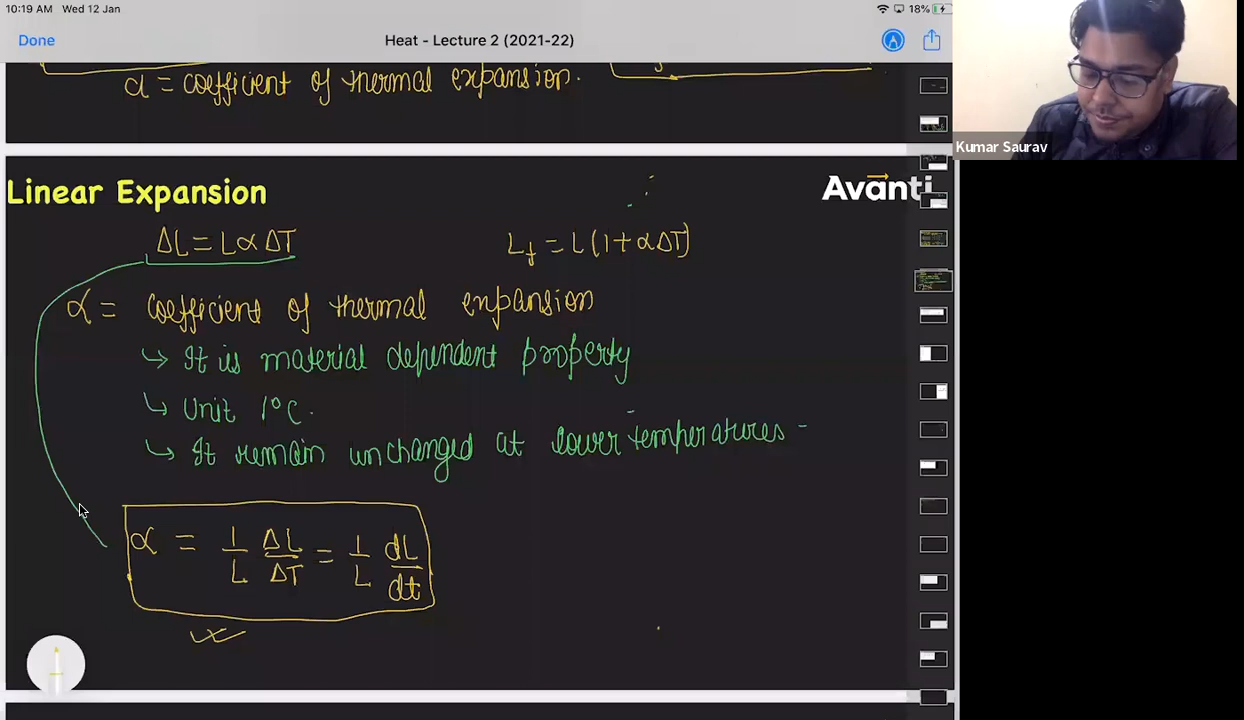 10:19 AM Wed 12 Jan
18%
Done
Heat - Lecture 2 (2021-22)
α = coefficient of thermal expansion.
Kumar Saurav
Linear Expansion
Avanti
ΔL = LαΔT
Lf = L(1+αΔT)
α = coefficient of thermal expansion
↳ It is material dependent property
↳ Unit /°C.
↳ It remain unchanged at lower temperatures -
α = 1/L ΔL/ΔT = 1/L dL/dt